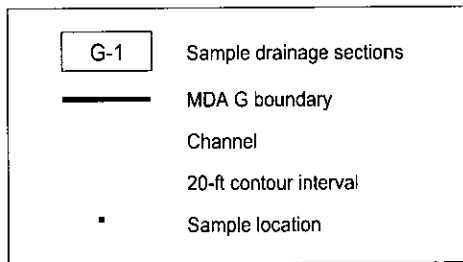 G-1 Sample drainage sections
MDA G boundary
Channel
20-ft contour interval
Sample location